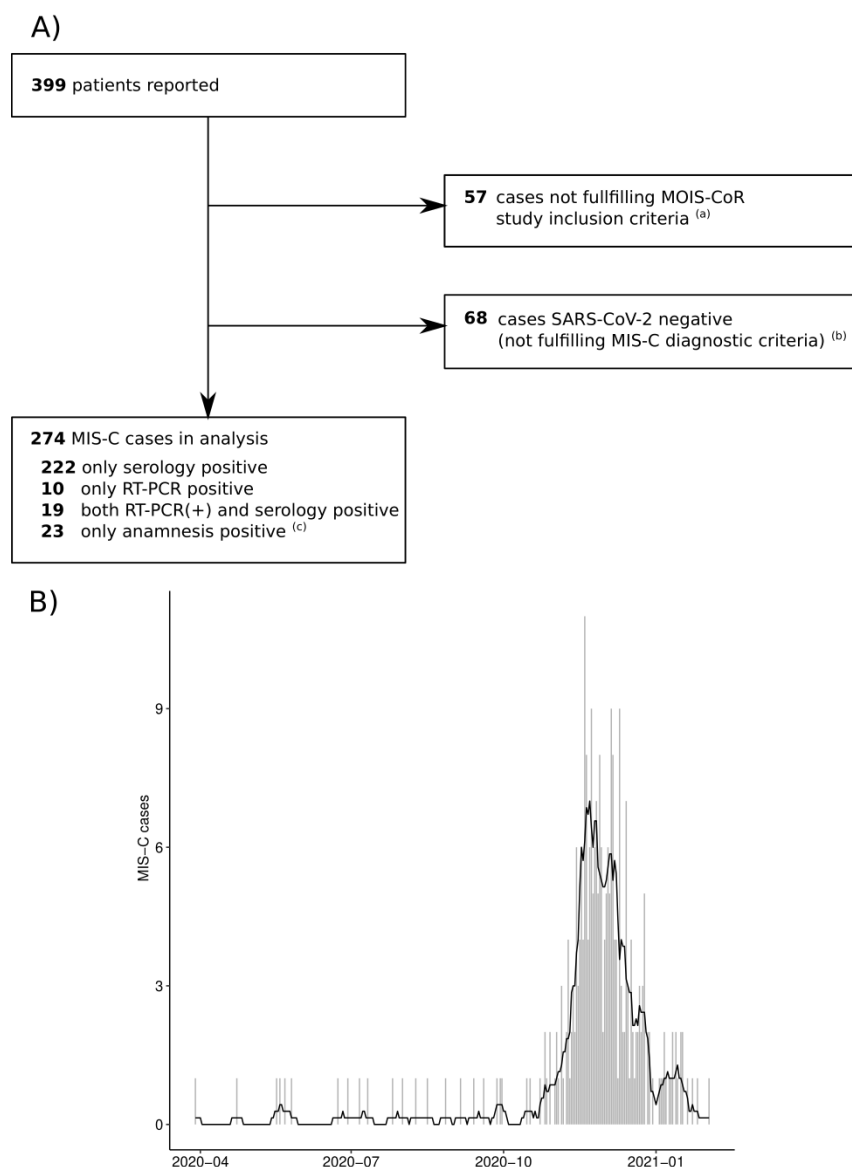 A)
399 patients reported
57 cases not fullfilling MOIS-CoR
study inclusion criteria (a)
68 cases SARS-CoV-2 negative
(not fulfilling MIS-C diagnostic criteria) (b)
274 MIS-C cases in analysis
222 only serology positive
10 only RT-PCR positive
19 both RT-PCR(+) and serology positive
23 only anamnesis positive (c)
B)
MIS-C cases
9
6
3
0
2020-04 2020-07 2020-10 2021-01